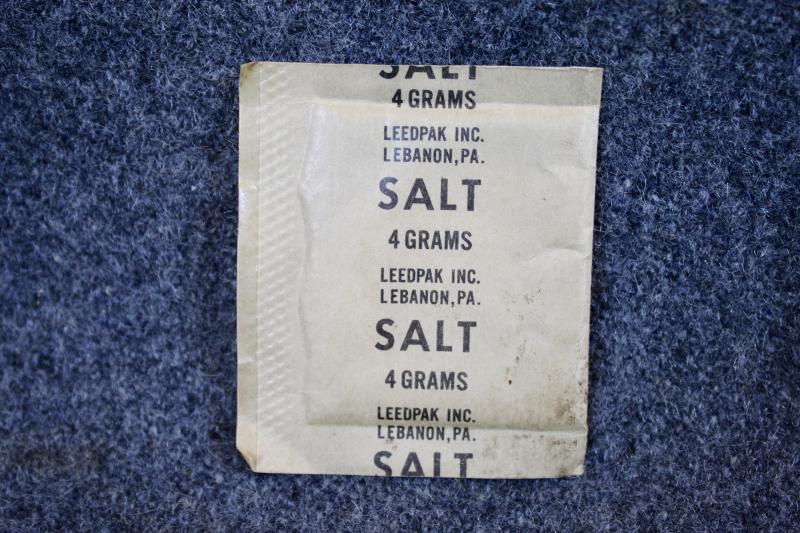 SALT
4 GRAMS
LEEDPAK INC.
LEBANON, PA.
SALT
4 GRAMS
LEEDPAK INC.
LEBANON, PA.
SALT
4 GRAMS
LEEDPAK INC.
LEBANON, PA.
SALT